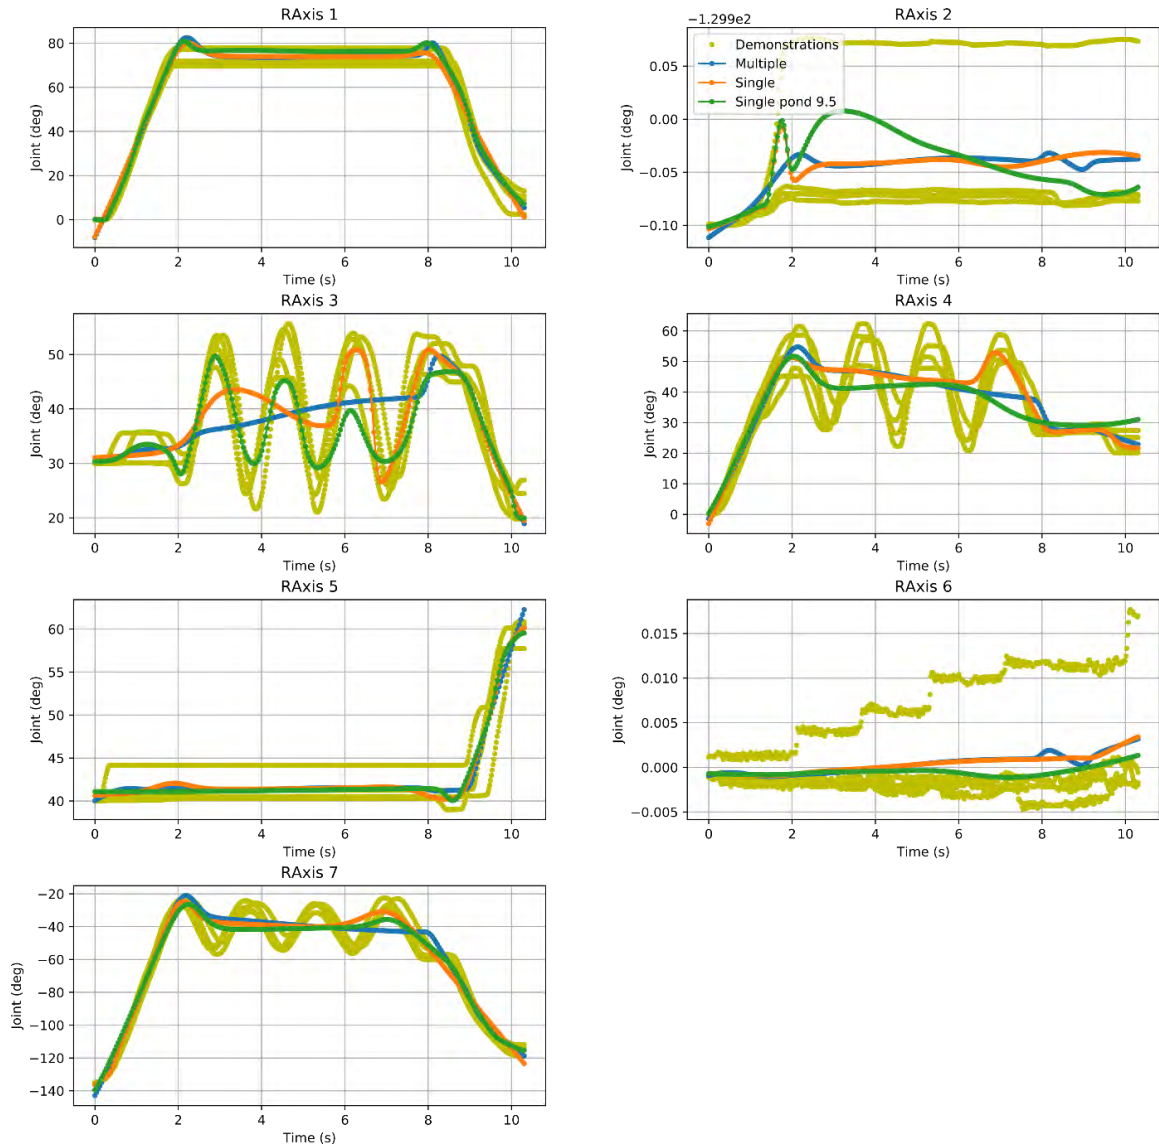 RAxis 1
80
60
40
20
0
Joint (deg)
0 2 4 6 8 10
Time (s)
RAxis 2
−1.299e2
0.05
0.00
−0.05
−0.10
Joint (deg)
Demonstrations
Multiple
Single
Single pond 9.5
0 2 4 6 8 10
Time (s)
RAxis 3
50
40
30
20
Joint (deg)
0 2 4 6 8 10
Time (s)
RAxis 4
60
50
40
30
20
10
0
Joint (deg)
0 2 4 6 8 10
Time (s)
RAxis 5
60
55
50
45
40
Joint (deg)
0 2 4 6 8 10
Time (s)
RAxis 6
0.015
0.010
0.005
0.000
−0.005
Joint (deg)
0 2 4 6 8 10
Time (s)
RAxis 7
−20
−40
−60
−80
−100
−120
−140
Joint (deg)
0 2 4 6 8 10
Time (s)